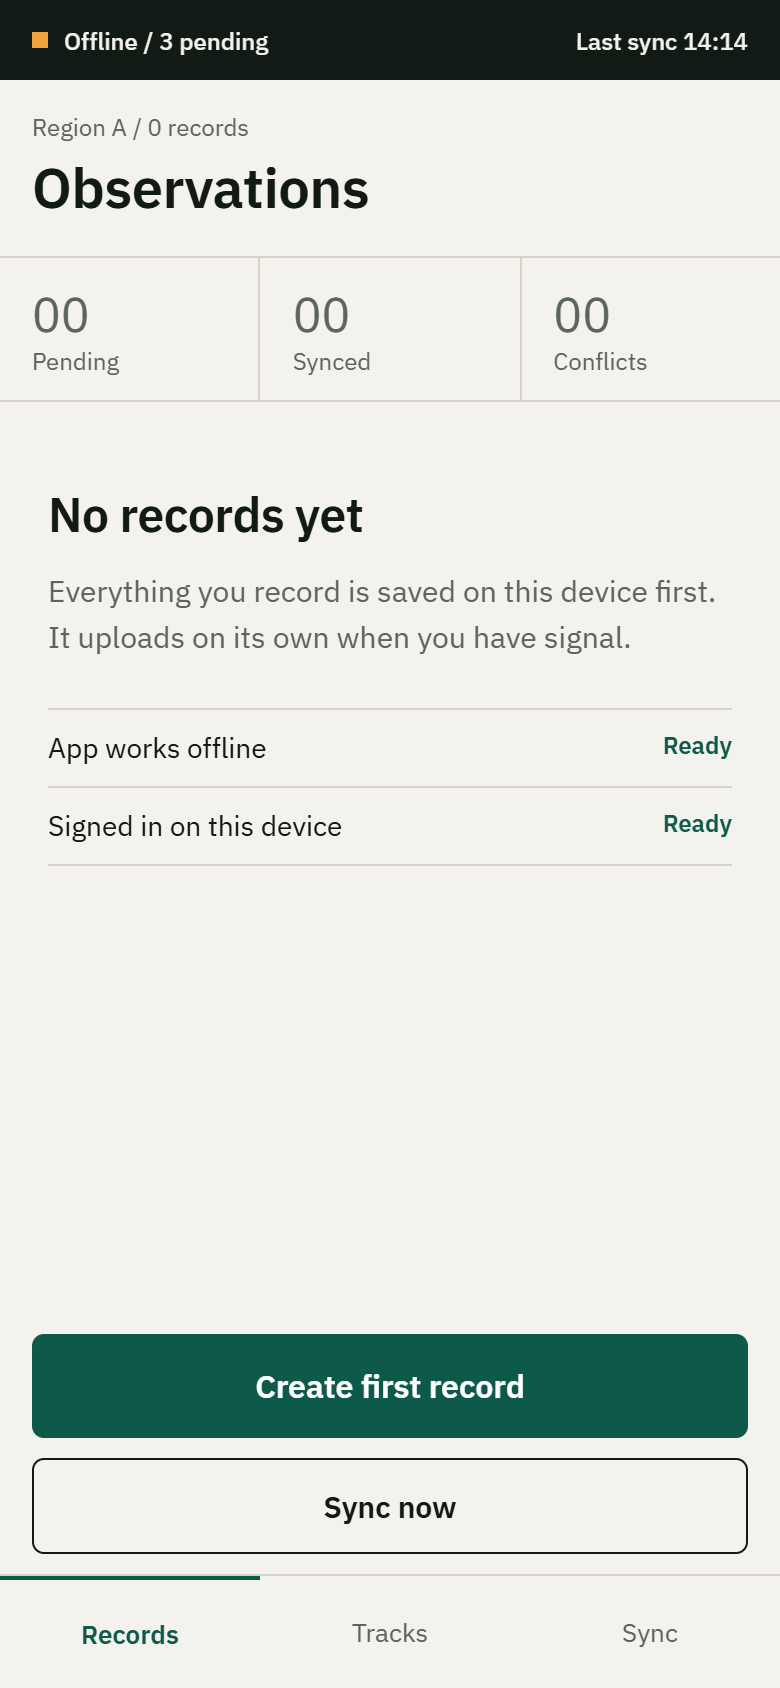 Offline / 3 pending
Last sync 14:14
Region A / 0 records
Observations
00
Pending
00
Synced
00
Conflicts
No records yet
Everything you record is saved on this device first.
It uploads on its own when you have signal.
App works offline
Ready
Signed in on this device
Ready
Create first record
Sync now
Records
Tracks
Sync